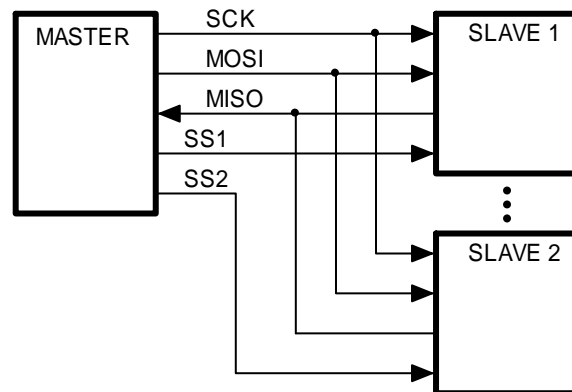 MASTER
SCK
MOSI
MISO
SS1
SS2
SLAVE 1
SLAVE 2